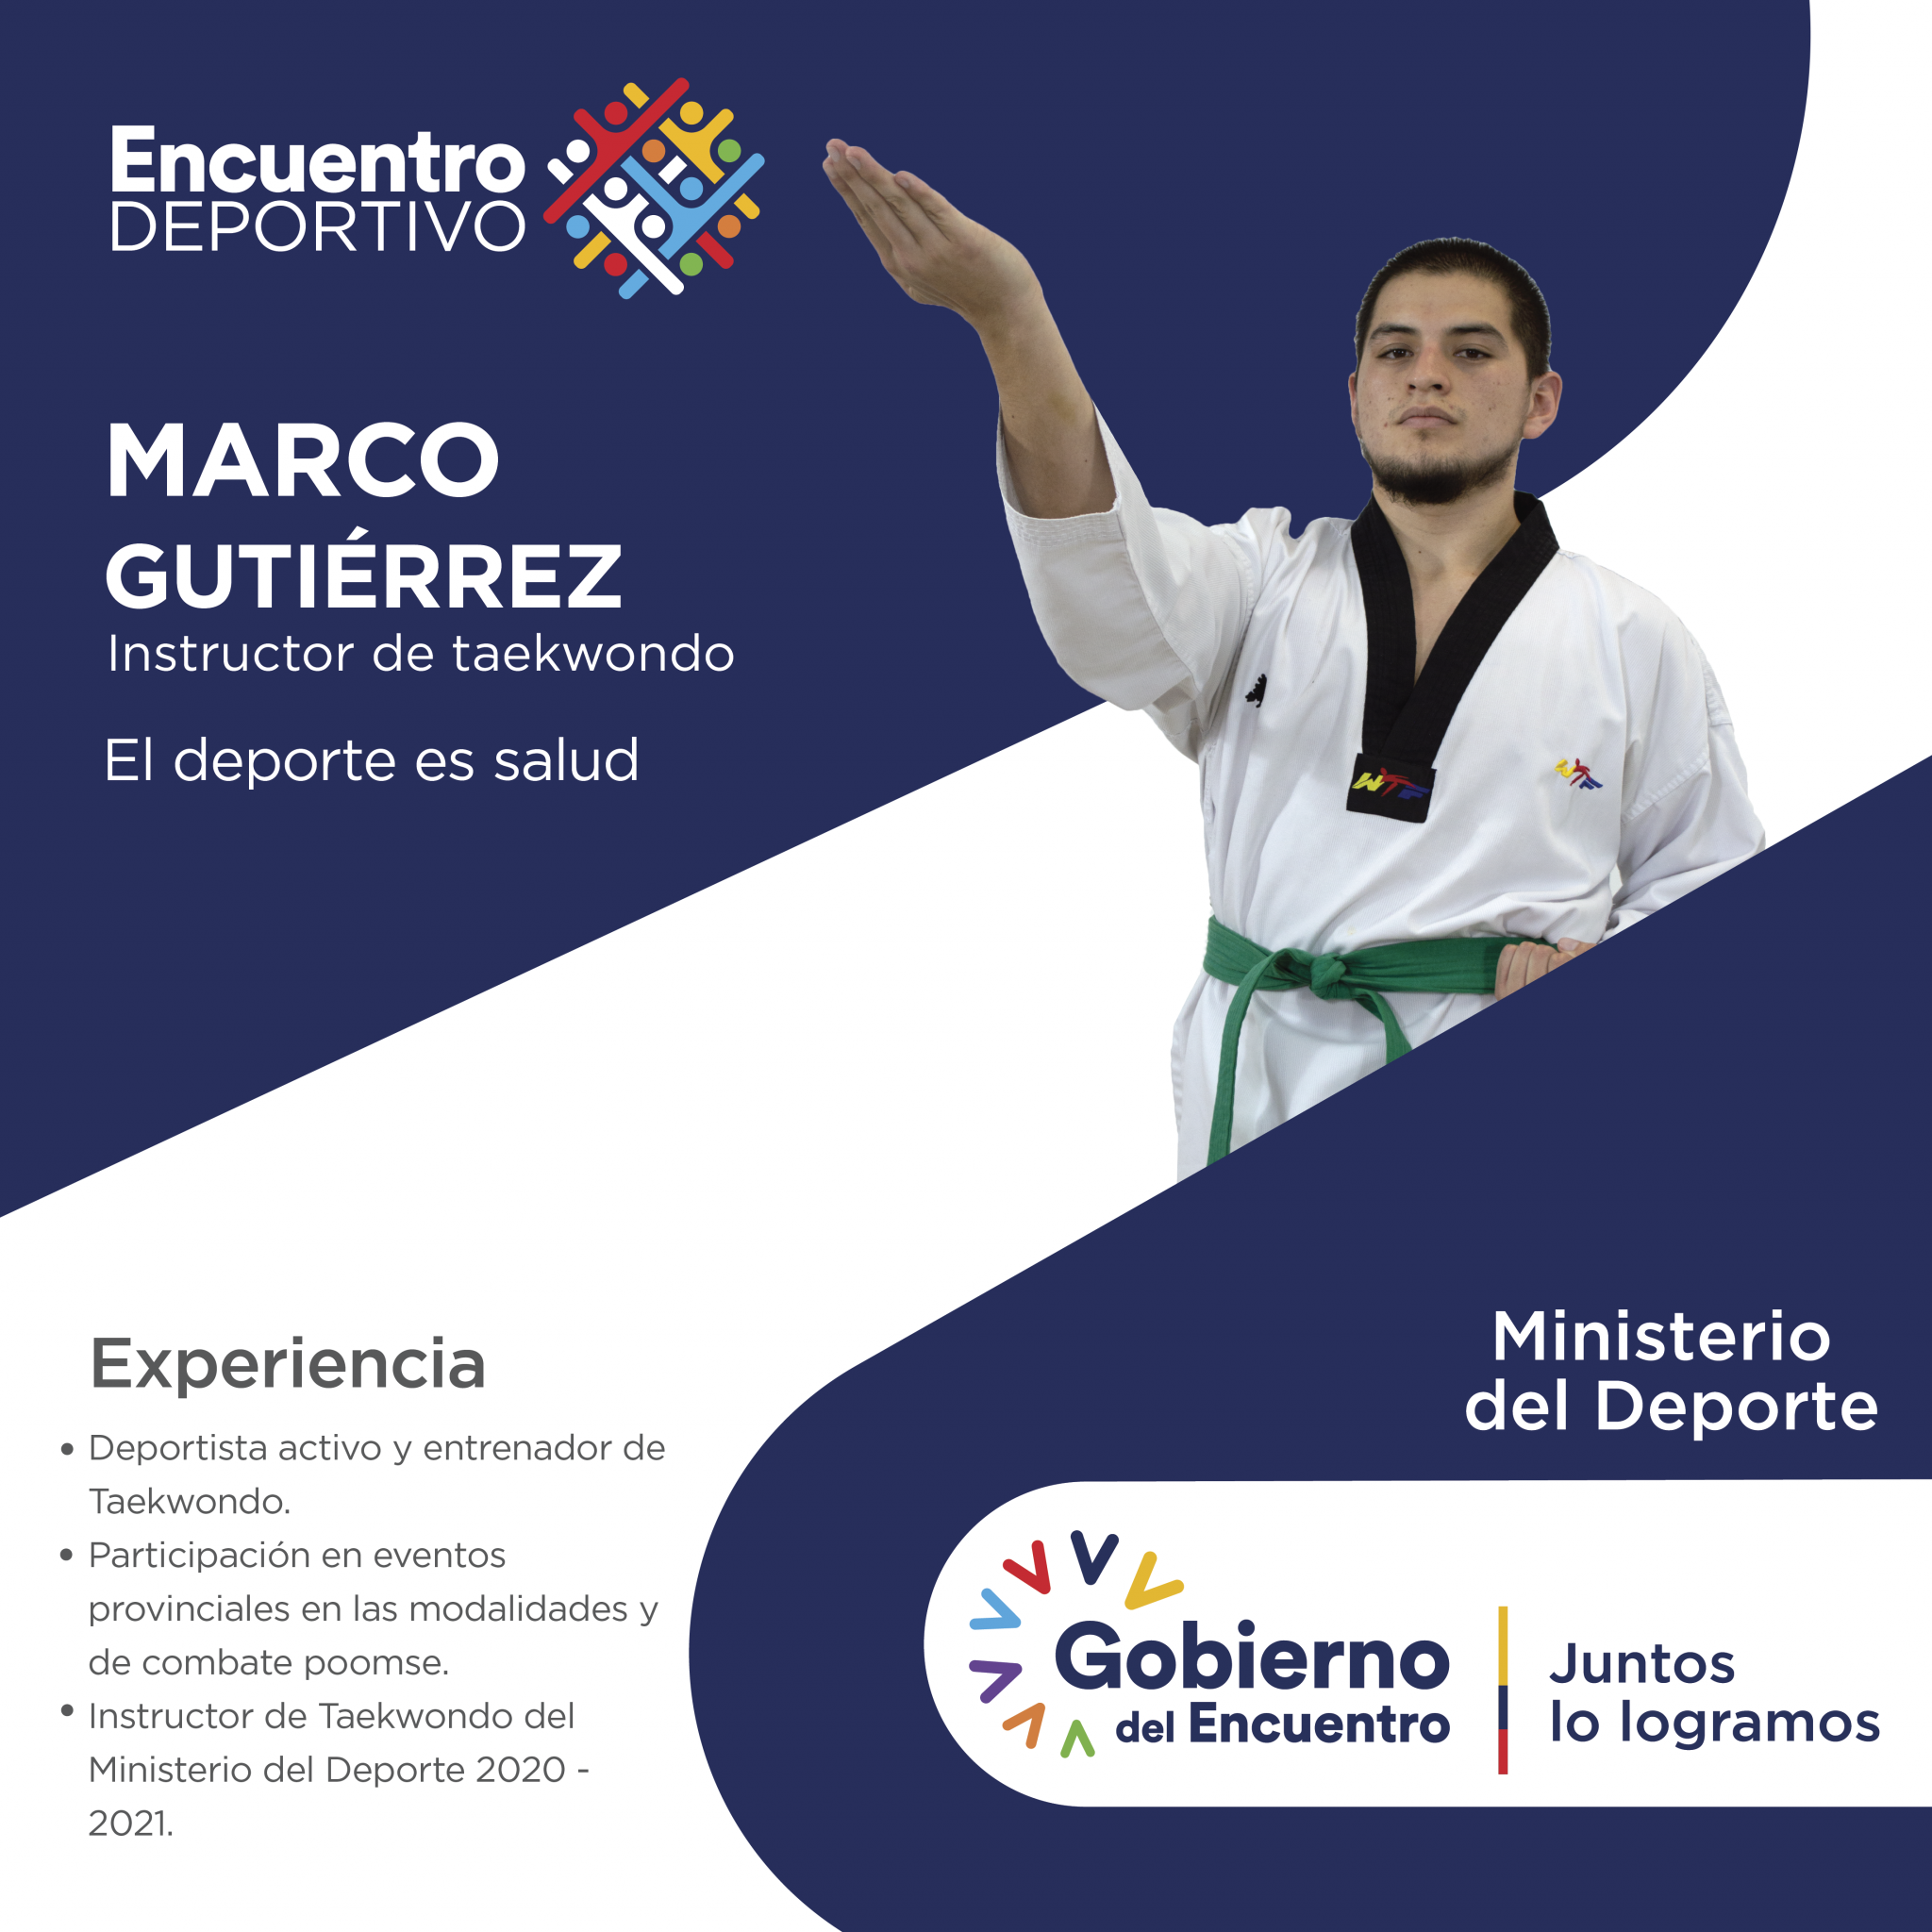 Encuentro
DEPORTIVO
MARCO
GUTIÉRREZ
Instructor de taekwondo
El deporte es salud
WTF
WTF
Experiencia
• Deportista activo y entrenador de
Taekwondo.
• Participación en eventos
provinciales en las modalidades y
de combate poomse.
• Instructor de Taekwondo del
Ministerio del Deporte 2020 -
2021.
Ministerio
del Deporte
Gobierno
del Encuentro
Juntos
lo logramos